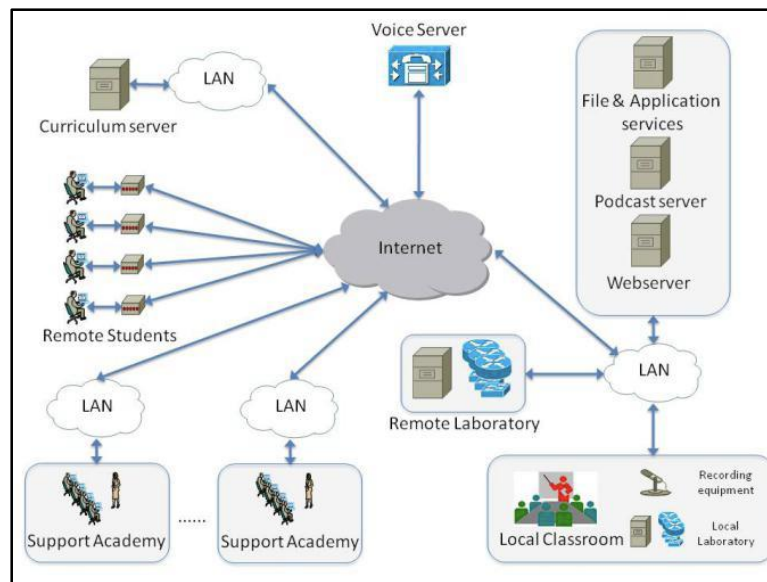 Voice Server
LAN
Curriculum server
File & Application
services
Podcast server
Webserver
Internet
Remote Students
LAN
LAN
LAN
Remote Laboratory
Support Academy
......
Support Academy
Local Classroom
Recording
equipment
Local
Laboratory